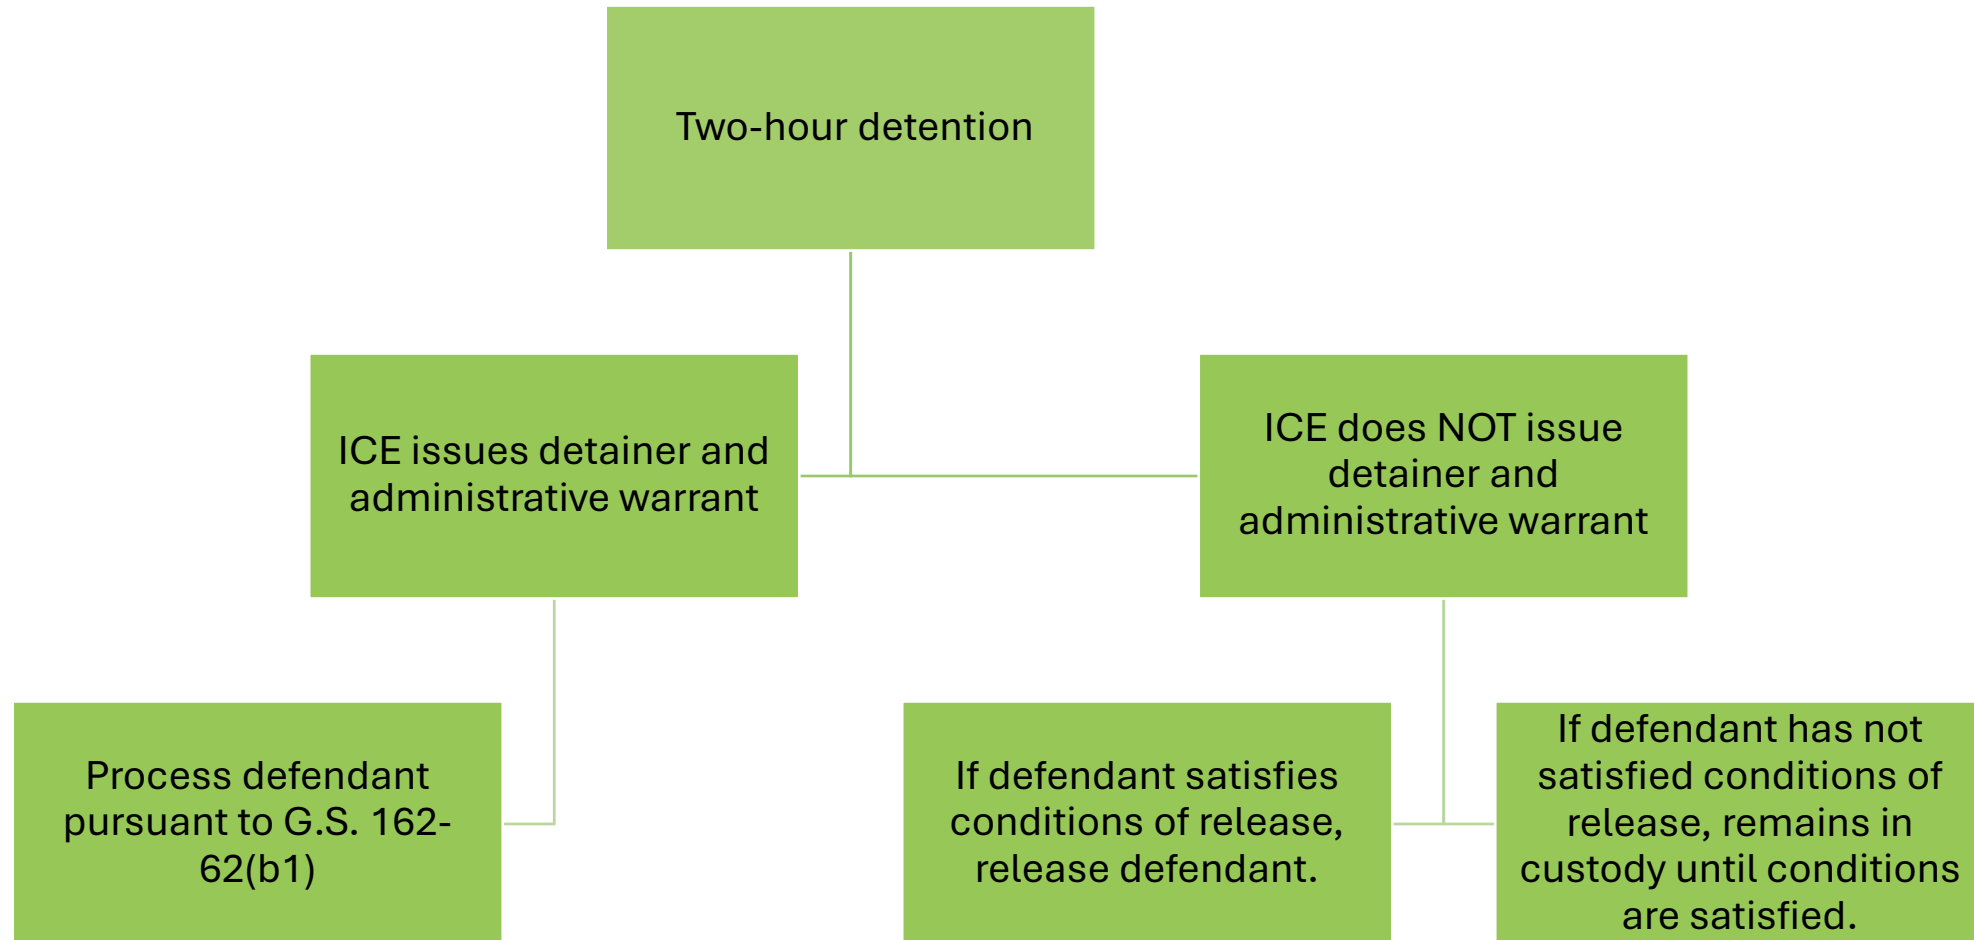 Two-hour detention
ICE issues detainer and
administrative warrant
ICE does NOT issue
detainer and
administrative warrant
Process defendant
pursuant to G.S. 162-
62(b1)
If defendant satisfies
conditions of release,
release defendant.
If defendant has not
satisfied conditions of
release, remains in
custody until conditions
are satisfied.